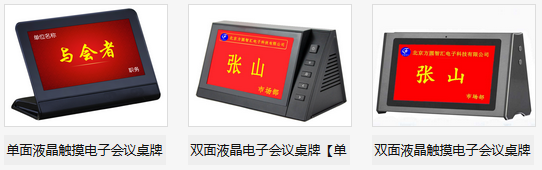 单位名称
与会者
职务
北京方圆智汇电子科技有限公司
张 山
市场部
北京方圆智汇电子科技有限公司
张 山
市场部
单面液晶触摸电子会议桌牌
双面液晶电子会议桌牌【单
双面液晶触摸电子会议桌牌